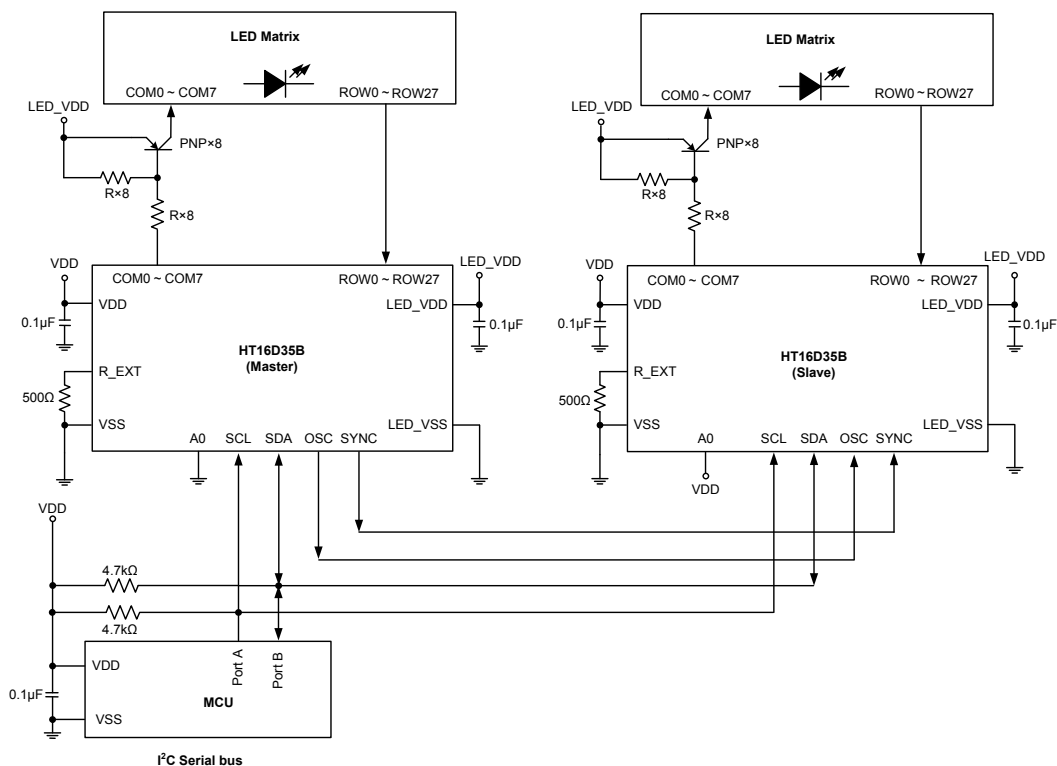 LED Matrix
COM0 ~ COM7
ROW0 ~ ROW27
LED_VDD
PNP×8
R×8
R×8
VDD
COM0 ~ COM7
ROW0 ~ ROW27
LED_VDD
VDD
LED_VDD
0.1µF
0.1µF
HT16D35B
(Master)
R_EXT
500Ω
VSS
LED_VSS
A0 SCL SDA OSC SYNC
LED Matrix
COM0 ~ COM7
ROW0 ~ ROW27
LED_VDD
PNP×8
R×8
R×8
VDD
COM0 ~ COM7
ROW0 ~ ROW27
LED_VDD
VDD
LED_VDD
0.1µF
0.1µF
HT16D35B
(Slave)
R_EXT
500Ω
VSS
LED_VSS
A0 SCL SDA OSC SYNC
VDD
VDD
4.7kΩ
4.7kΩ
Port A
Port B
VDD
0.1µF
MCU
VSS
I²C Serial bus